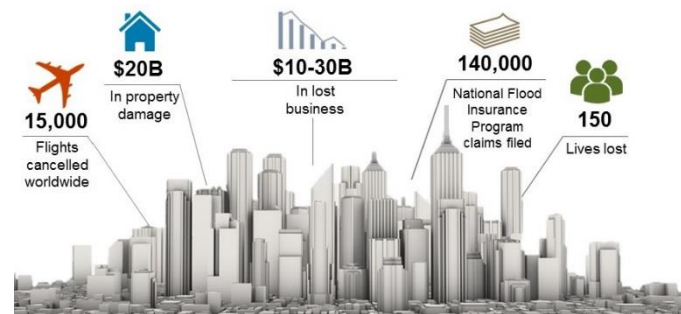 15,000
Flights
cancelled
worldwide
$20B
In property
damage
$10-30B
In lost
business
140,000
National Flood
Insurance
Program
claims filed
150
Lives lost